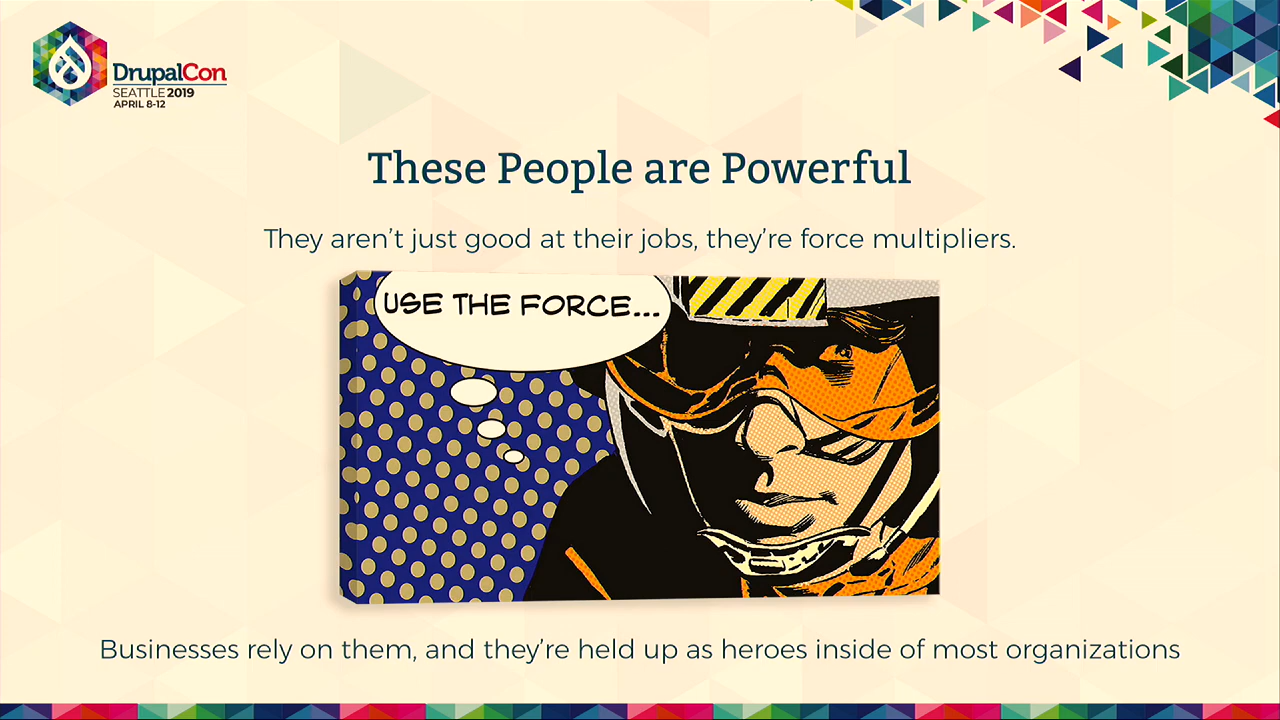 DrupalCon
SEATTLE 2019
APRIL 8-12
These People are Powerful
They aren’t just good at their jobs, they’re force multipliers.
USE THE FORCE...
Businesses rely on them, and they’re held up as heroes inside of most organizations